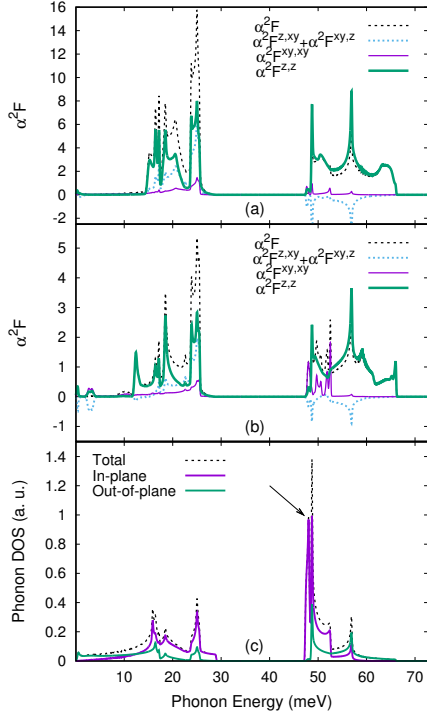 16
14
12
10
8
6
4
2
0
-2
α²F
α²F
α²F^{z,xy}+α²F^{xy,z}
α²F^{xy,xy}
α²F^{z,z}
(a)
5
4
3
2
1
0
-1
α²F
α²F
α²F^{z,xy}+α²F^{xy,z}
α²F^{xy,xy}
α²F^{z,z}
(b)
1.4
1.2
1
0.8
0.6
0.4
0.2
0
Phonon DOS (a. u.)
Total
In-plane
Out-of-plane
(c)
10 20 30 40 50 60 70
Phonon Energy (meV)